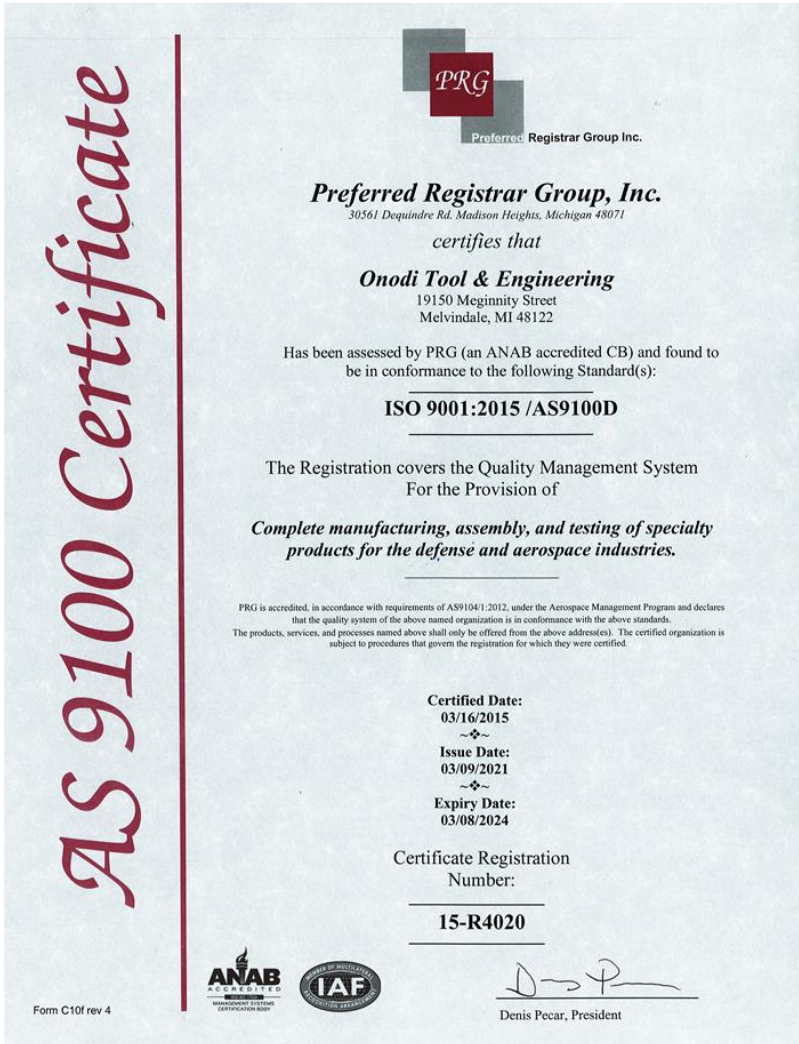 AS 9100 Certificate
PRG
Preferred Registrar Group Inc.
Preferred Registrar Group, Inc.
30561 Dequindre Rd. Madison Heights, Michigan 48071
certifies that
Onodi Tool & Engineering
19150 Meginnity Street
Melvindale, MI 48122
Has been assessed by PRG (an ANAB accredited CB) and found to
be in conformance to the following Standard(s):
ISO 9001:2015 /AS9100D
The Registration covers the Quality Management System
For the Provision of
Complete manufacturing, assembly, and testing of specialty
products for the defense and aerospace industries.
PRG is accredited, in accordance with requirements of AS9104/1:2012, under the Aerospace Management Program and declares
that the quality system of the above named organization is in conformance with the above standards.
The products, services, and processes named above shall only be offered from the above address(es). The certified organization is
subject to procedures that govern the registration for which they were certified.
Certified Date:
03/16/2015
Issue Date:
03/09/2021
Expiry Date:
03/08/2024
Certificate Registration
Number:
15-R4020
ANAB
ACCREDITED
MANAGEMENT SYSTEMS
CERTIFICATION BODY
MEMBER OF MULTILATERAL
IAF
RECOGNITION ARRANGEMENT
Denis Pecar, President
Form C10f rev 4